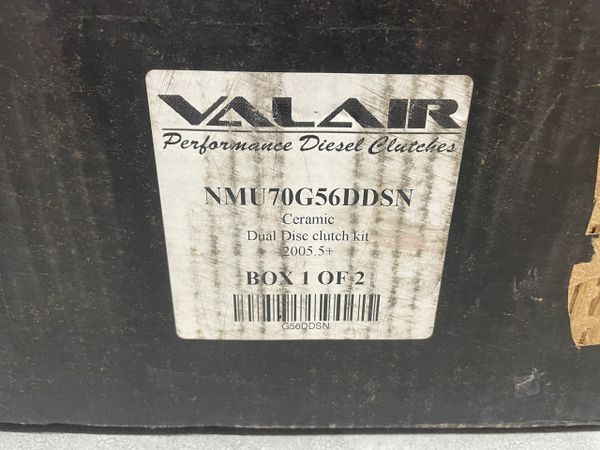 VALAIR
Performance Diesel Clutches
NMU70G56DDSN
Ceramic
Dual Disc clutch kit
2005.5+
BOX 1 OF 2
G56DDSN